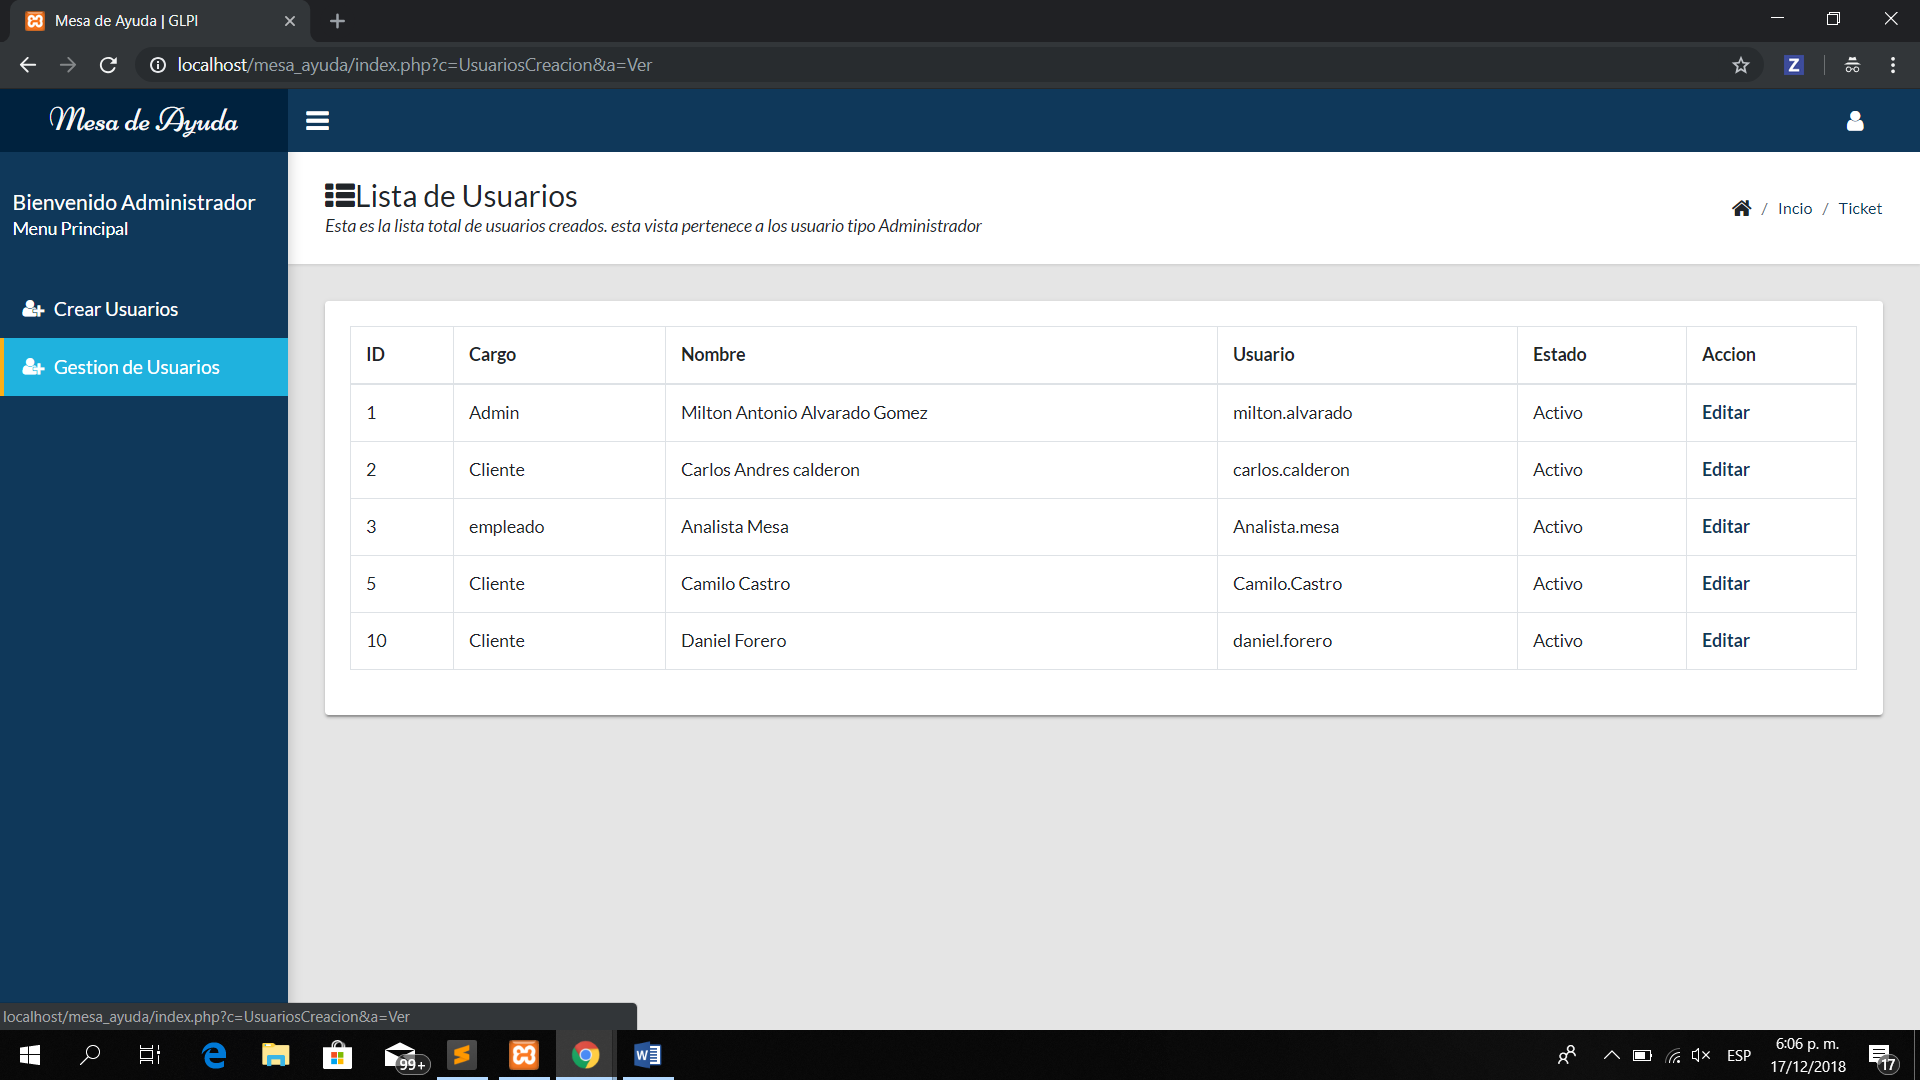 Mesa de Ayuda | GLPI
localhost/mesa_ayuda/index.php?c=UsuariosCreacion&a=Ver
Z
Mesa de Ayuda
Bienvenido Administrador
Menu Principal
Crear Usuarios
Gestion de Usuarios
Lista de Usuarios
Esta es la lista total de usuarios creados. esta vista pertenece a los usuario tipo Administrador
/ Incio / Ticket
ID Cargo Nombre Usuario Estado Accion
1 Admin Milton Antonio Alvarado Gomez milton.alvarado Activo Editar
2 Cliente Carlos Andres calderon carlos.calderon Activo Editar
3 empleado Analista Mesa Analista.mesa Activo Editar
5 Cliente Camilo Castro Camilo.Castro Activo Editar
10 Cliente Daniel Forero daniel.forero Activo Editar
localhost/mesa_ayuda/index.php?c=UsuariosCreacion&a=Ver
99+
W
ESP
6:06 p. m.
17/12/2018
17